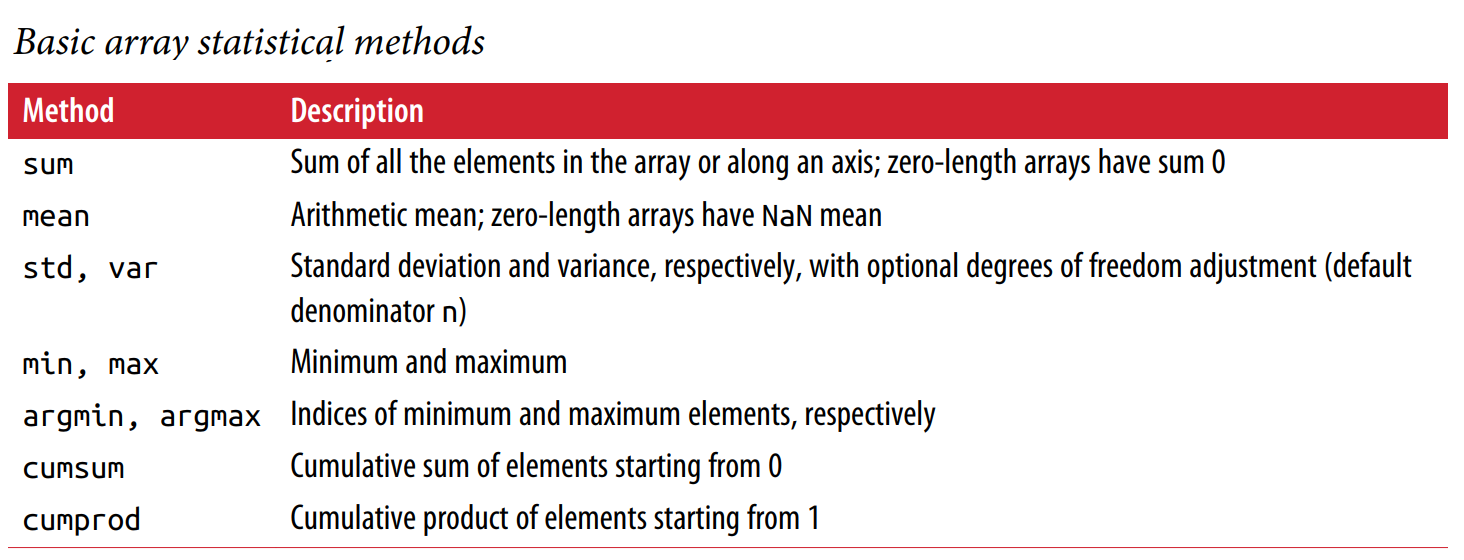 Basic array statistical methods
Method Description
sum Sum of all the elements in the array or along an axis; zero-length arrays have sum 0
mean Arithmetic mean; zero-length arrays have NaN mean
std, var Standard deviation and variance, respectively, with optional degrees of freedom adjustment (default
denominator n)
min, max Minimum and maximum
argmin, argmax Indices of minimum and maximum elements, respectively
cumsum Cumulative sum of elements starting from 0
cumprod Cumulative product of elements starting from 1